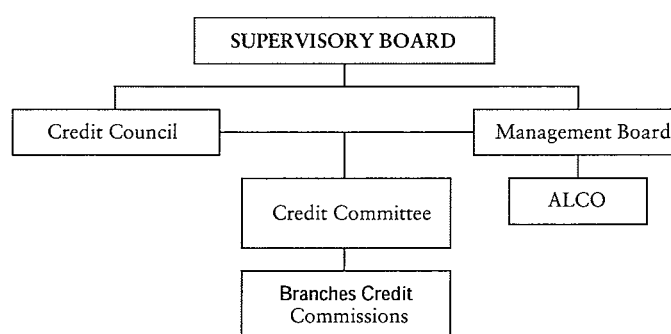 SUPERVISORY BOARD
Credit Council
Management Board
Credit Committee
ALCO
Branches Credit
Commissions